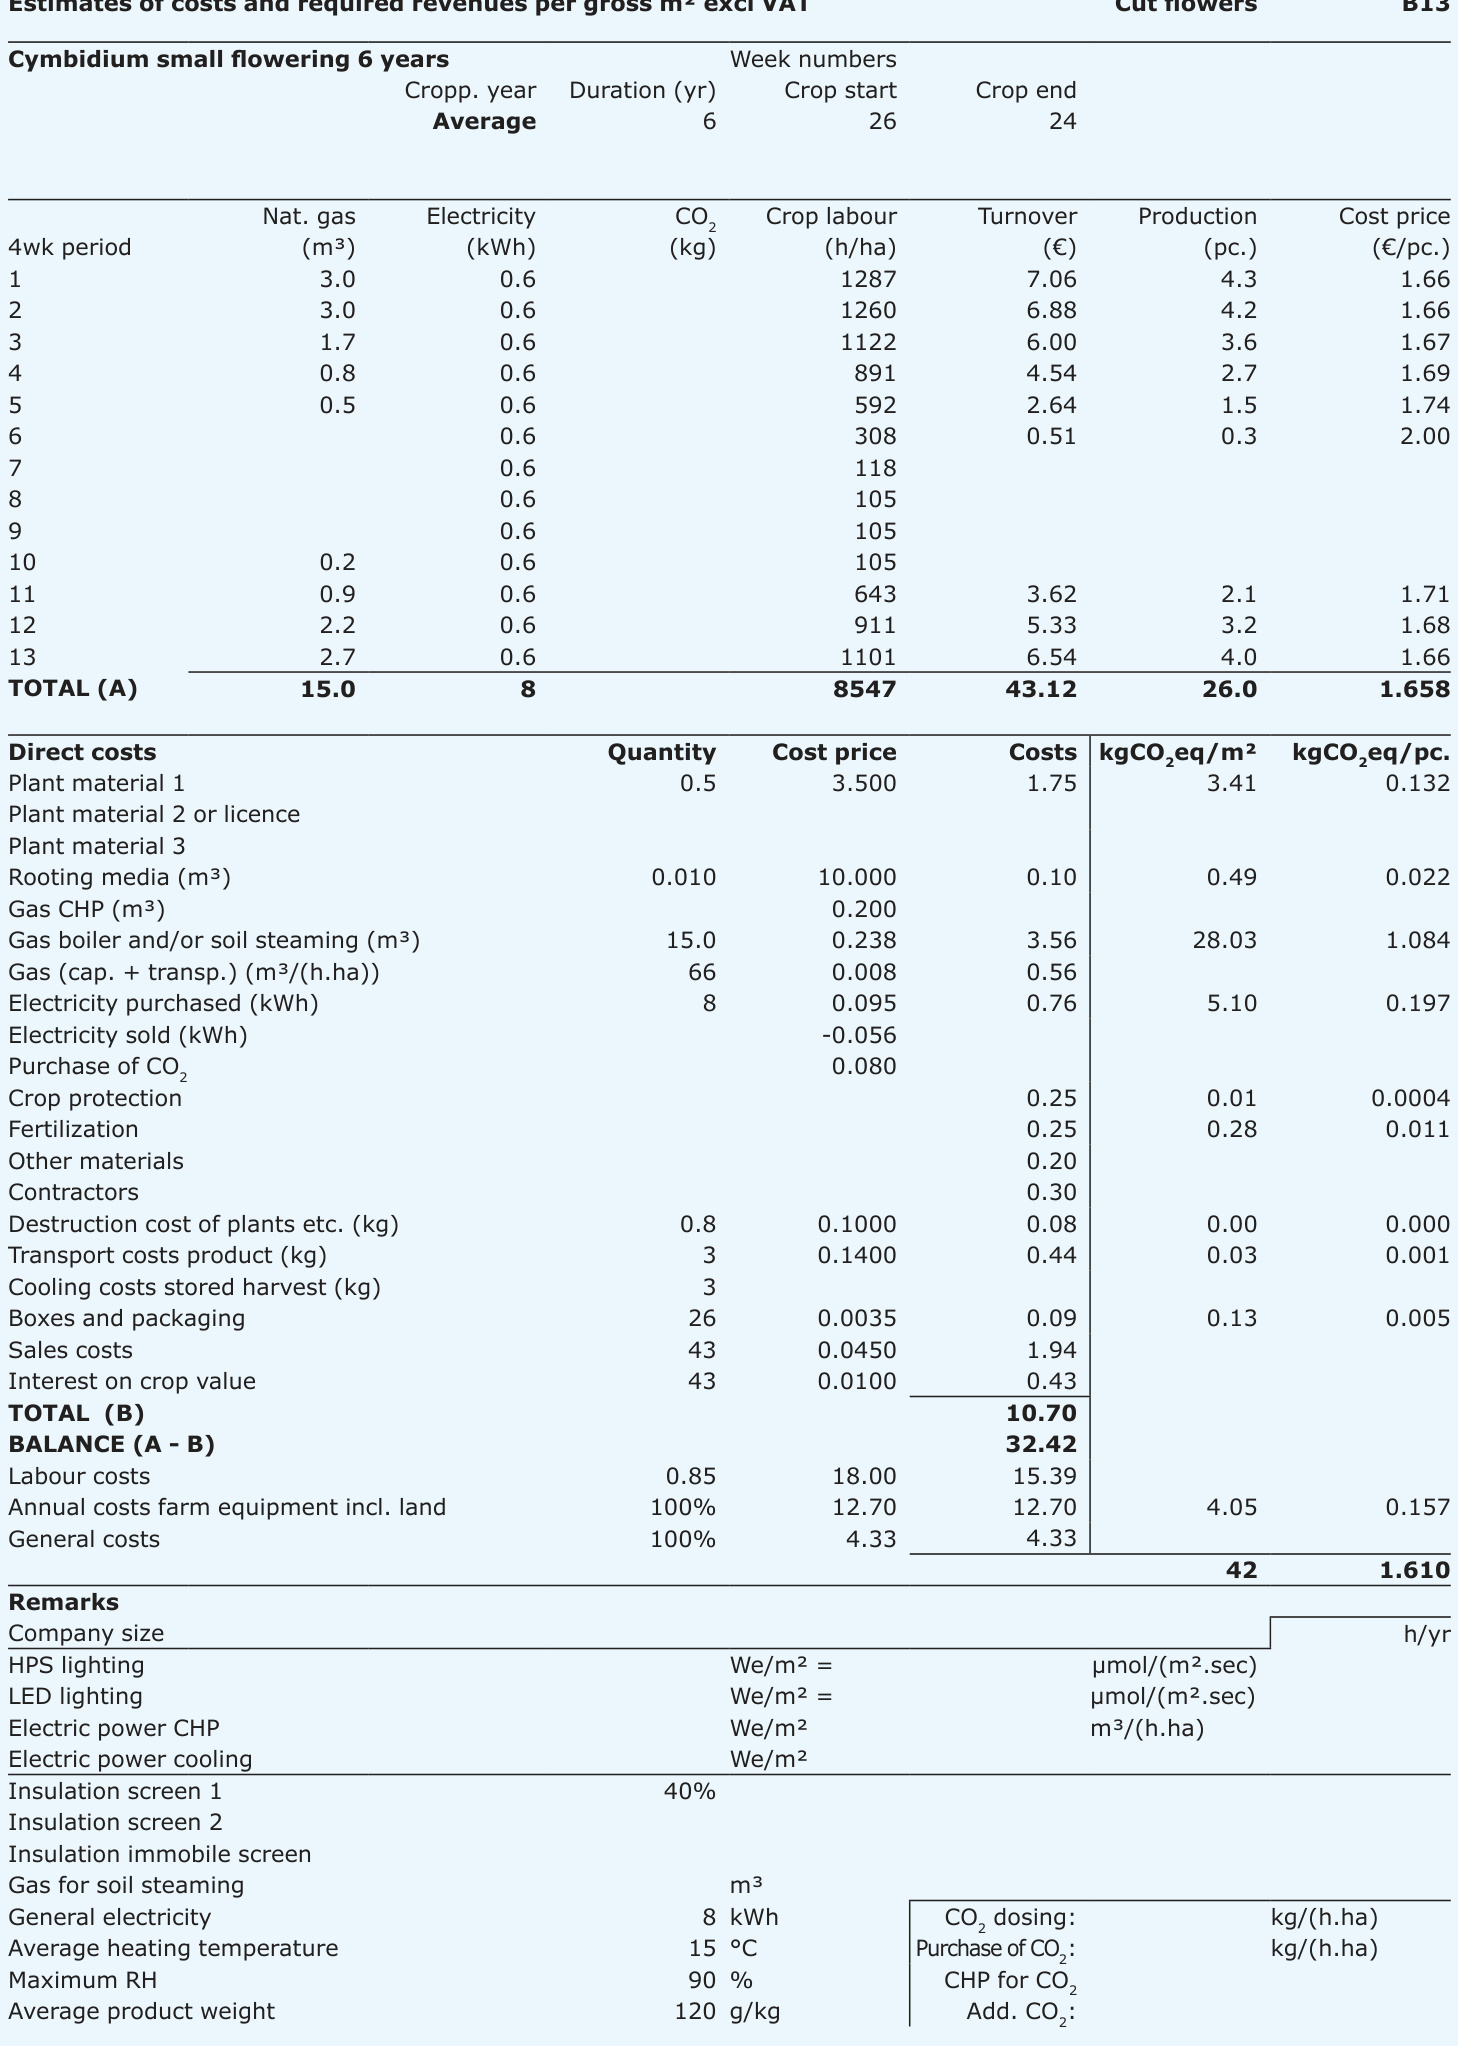 Estimates of costs and required revenues per gross m² excl VAT Cut flowers B13
Cymbidium small flowering 6 years Week numbers
Cropp. year Duration (yr) Crop start Crop end
Average 6 26 24
Nat. gas Electricity CO₂ Crop labour Turnover Production Cost price
4wk period (m³) (kWh) (kg) (h/ha) (€) (pc.) (€/pc.)
1 3.0 0.6 1287 7.06 4.3 1.66
2 3.0 0.6 1260 6.88 4.2 1.66
3 1.7 0.6 1122 6.00 3.6 1.67
4 0.8 0.6 891 4.54 2.7 1.69
5 0.5 0.6 592 2.64 1.5 1.74
6 0.6 308 0.51 0.3 2.00
7 0.6 118
8 0.6 105
9 0.6 105
10 0.2 0.6 105
11 0.9 0.6 643 3.62 2.1 1.71
12 2.2 0.6 911 5.33 3.2 1.68
13 2.7 0.6 1101 6.54 4.0 1.66
TOTAL (A) 15.0 8 8547 43.12 26.0 1.658
Direct costs Quantity Cost price Costs kgCO₂eq/m² kgCO₂eq/pc.
Plant material 1 0.5 3.500 1.75 3.41 0.132
Plant material 2 or licence
Plant material 3
Rooting media (m³) 0.010 10.000 0.10 0.49 0.022
Gas CHP (m³) 0.200
Gas boiler and/or soil steaming (m³) 15.0 0.238 3.56 28.03 1.084
Gas (cap. + transp.) (m³/(h.ha)) 66 0.008 0.56
Electricity purchased (kWh) 8 0.095 0.76 5.10 0.197
Electricity sold (kWh) -0.056
Purchase of CO₂ 0.080
Crop protection 0.25 0.01 0.0004
Fertilization 0.25 0.28 0.011
Other materials 0.20
Contractors 0.30
Destruction cost of plants etc. (kg) 0.8 0.1000 0.08 0.00 0.000
Transport costs product (kg) 3 0.1400 0.44 0.03 0.001
Cooling costs stored harvest (kg) 3
Boxes and packaging 26 0.0035 0.09 0.13 0.005
Sales costs 43 0.0450 1.94
Interest on crop value 43 0.0100 0.43
TOTAL (B) 10.70
BALANCE (A - B) 32.42
Labour costs 0.85 18.00 15.39
Annual costs farm equipment incl. land 100% 12.70 12.70 4.05 0.157
General costs 100% 4.33 4.33
42 1.610
Remarks
Company size h/yr
HPS lighting We/m² = µmol/(m².sec)
LED lighting We/m² = µmol/(m².sec)
Electric power CHP We/m² m³/(h.ha)
Electric power cooling We/m²
Insulation screen 1 40%
Insulation screen 2
Insulation immobile screen
Gas for soil steaming m³
General electricity 8 kWh CO₂ dosing: kg/(h.ha)
Average heating temperature 15 °C Purchase of CO₂: kg/(h.ha)
Maximum RH 90 % CHP for CO₂
Average product weight 120 g/kg Add. CO₂: